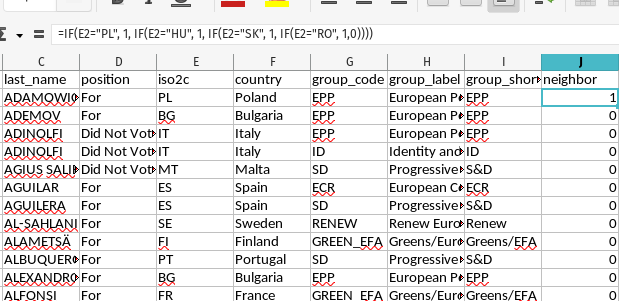 =IF(E2="PL", 1, IF(E2="HU", 1, IF(E2="SK", 1, IF(E2="RO", 1,0))))
C D E F G H I J
last_name position iso2c country group_code group_label group_shor neighbor
ADAMOWI For PL Poland EPP European P EPP 1
ADEMOV For BG Bulgaria EPP European P EPP 0
ADINOLFI Did Not Vot IT Italy EPP European P EPP 0
ADINOLFI Did Not Vot IT Italy ID Identity and ID 0
AGIUS SALI Did Not Vot MT Malta SD Progressive S&D 0
AGUILAR For ES Spain ECR European C ECR 0
AGUILERA For ES Spain SD Progressive S&D 0
AL-SAHLANI For SE Sweden RENEW Renew Euro Renew 0
ALAMETSÄ For FI Finland GREEN_EFA Greens/Euro Greens/EFA 0
ALBUQUER For PT Portugal SD Progressive S&D 0
ALEXANDR For BG Bulgaria EPP European P EPP 0
ALFONSI For FR France GREEN_EFA Greens/Euro Greens/EFA 0